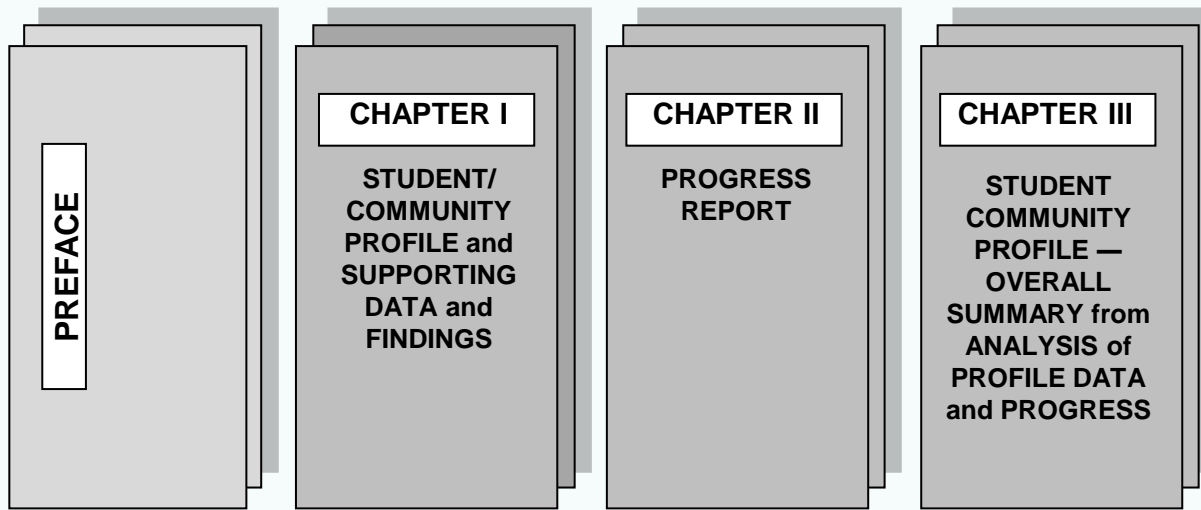 PREFACE
CHAPTER I
STUDENT/
COMMUNITY
PROFILE and
SUPPORTING
DATA and
FINDINGS
CHAPTER II
PROGRESS
REPORT
CHAPTER III
STUDENT
COMMUNITY
PROFILE —
OVERALL
SUMMARY from
ANALYSIS of
PROFILE DATA
and PROGRESS